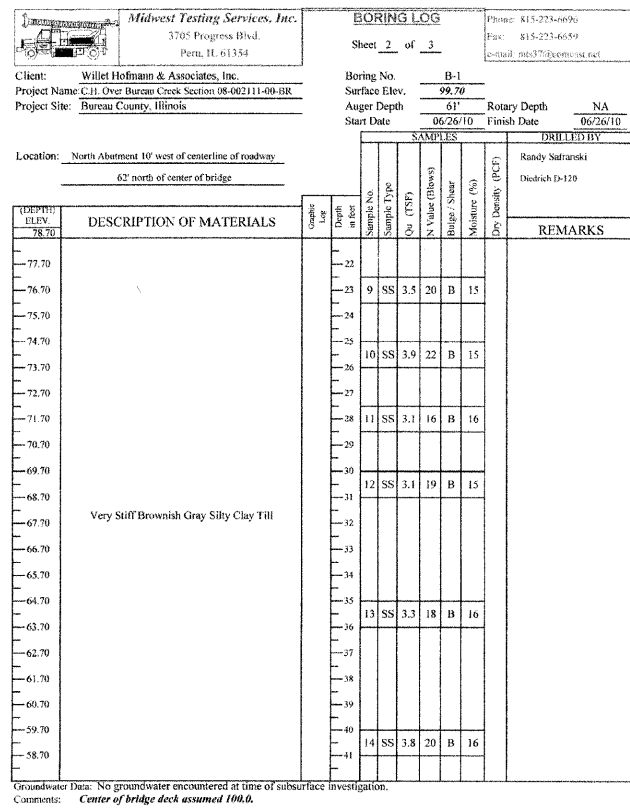 Midwest Testing Services, Inc.
3705 Progress Blvd.
Peru, IL 61354
BORING LOG
Sheet 2 of 3
Phone: 815-223-6696
Fax: 815-223-6659
e-mail: mts37@comcast.net
Client: Willet Hofmann & Associates, Inc.
Project Name: C.H. Over Bureau Creek Section 08-002111-00-BR
Project Site: Bureau County, Illinois
Boring No. B-1
Surface Elev. 99.70
Auger Depth 61' Rotary Depth NA
Start Date 06/26/10 Finish Date 06/26/10
Location: North Abutment 10' west of centerline of roadway
62' north of center of bridge
SAMPLES
DRILLED BY
Randy Safranski
Diedrich D-120
(DEPTH) ELEV. 78.70
DESCRIPTION OF MATERIALS
Graphic Log
Depth in feet
Sample No.
Sample Type
Qu (TSF)
N Value (Blows)
Bulge / Shear
Moisture (%)
Dry Density (PCF)
REMARKS
77.70 22
76.70 23 9 SS 3.5 20 B 15
75.70 24
74.70 25
10 SS 3.9 22 B 15
73.70 26
72.70 27
71.70 28 11 SS 3.1 16 B 16
70.70 29
69.70 30
12 SS 3.1 19 B 15
68.70 31
Very Stiff Brownish Gray Silty Clay Till
67.70 32
66.70 33
65.70 34
64.70 35
13 SS 3.3 18 B 16
63.70 36
62.70 37
61.70 38
60.70 39
59.70 40
14 SS 3.8 20 B 16
58.70 41
Groundwater Data: No groundwater encountered at time of subsurface investigation.
Comments: Center of bridge deck assumed 100.0.